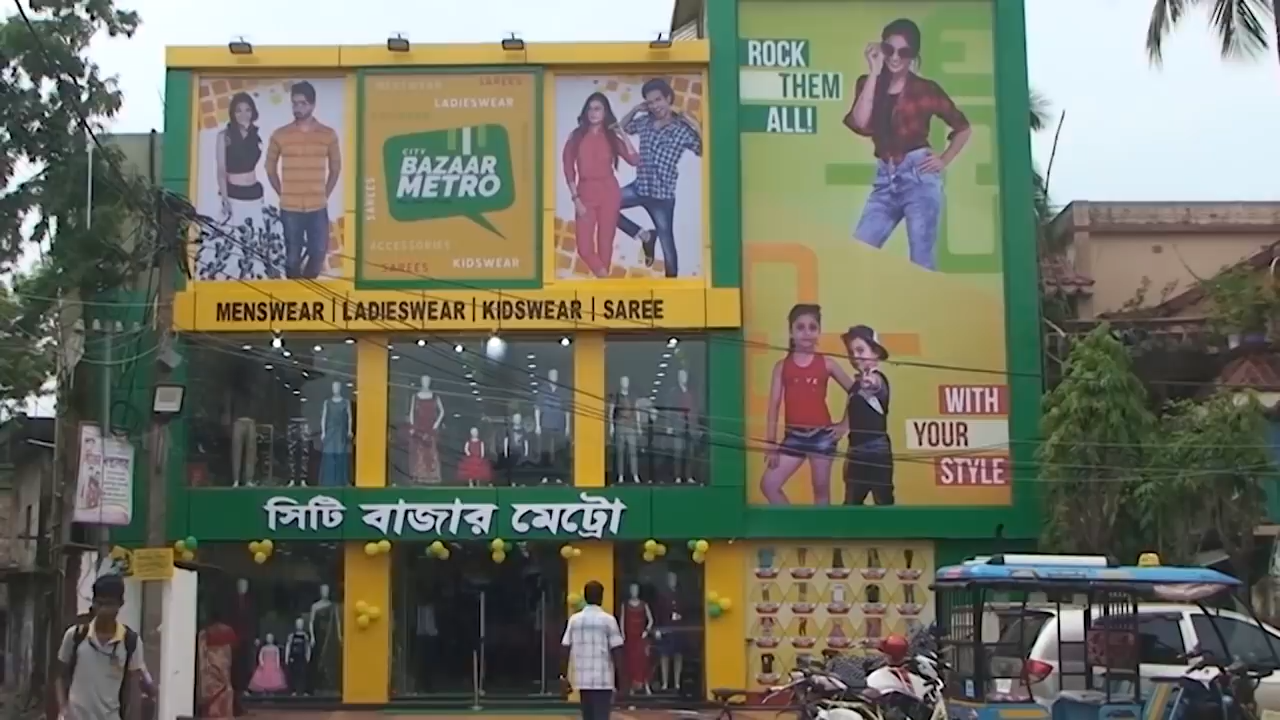 ROCK
THEM
ALL!
SAREES
LADIESWEAR
CITY
BAZAAR
METRO
SAREES
ACCESSORIES
SAREES
KIDSWEAR
MENSWEAR | LADIESWEAR | KIDSWEAR | SAREE
WITH
YOUR
STYLE
সিটি বাজার মেট্রো